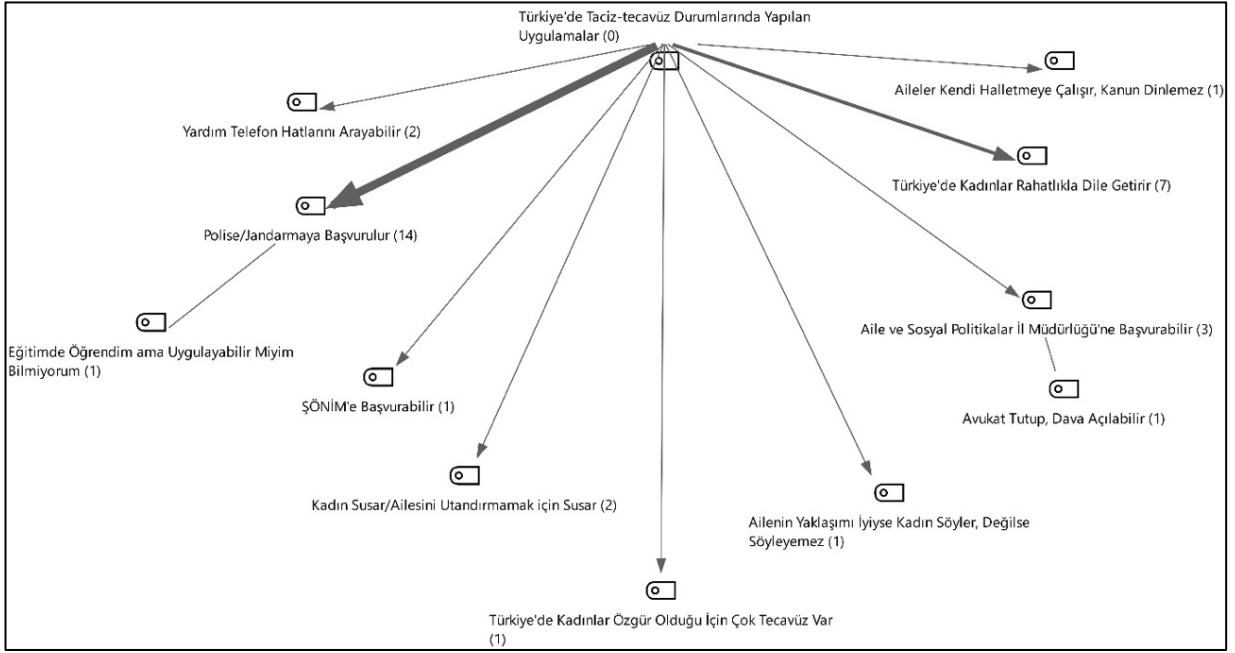 Türkiye'de Taciz-tecavüz Durumlarında Yapılan
Uygulamalar (0)
Aileler Kendi Halletmeye Çalışır, Kanun Dinlemez (1)
Yardım Telefon Hatlarını Arayabilir (2)
Türkiye'de Kadınlar Rahatlıkla Dile Getirir (7)
Polise/Jandarmaya Başvurulur (14)
Aile ve Sosyal Politikalar İl Müdürlüğü'ne Başvurabilir (3)
Eğitimde Öğrendim ama Uygulayabilir Miyim
Bilmiyorum (1)
ŞÖNİM'e Başvurabilir (1)
Avukat Tutup, Dava Açılabilir (1)
Kadın Susar/Ailesini Utandırmamak için Susar (2)
Ailenin Yaklaşımı İyiyse Kadın Söyler, Değilse
Söyleyemez (1)
Türkiye'de Kadınlar Özgür Olduğu İçin Çok Tecavüz Var
(1)